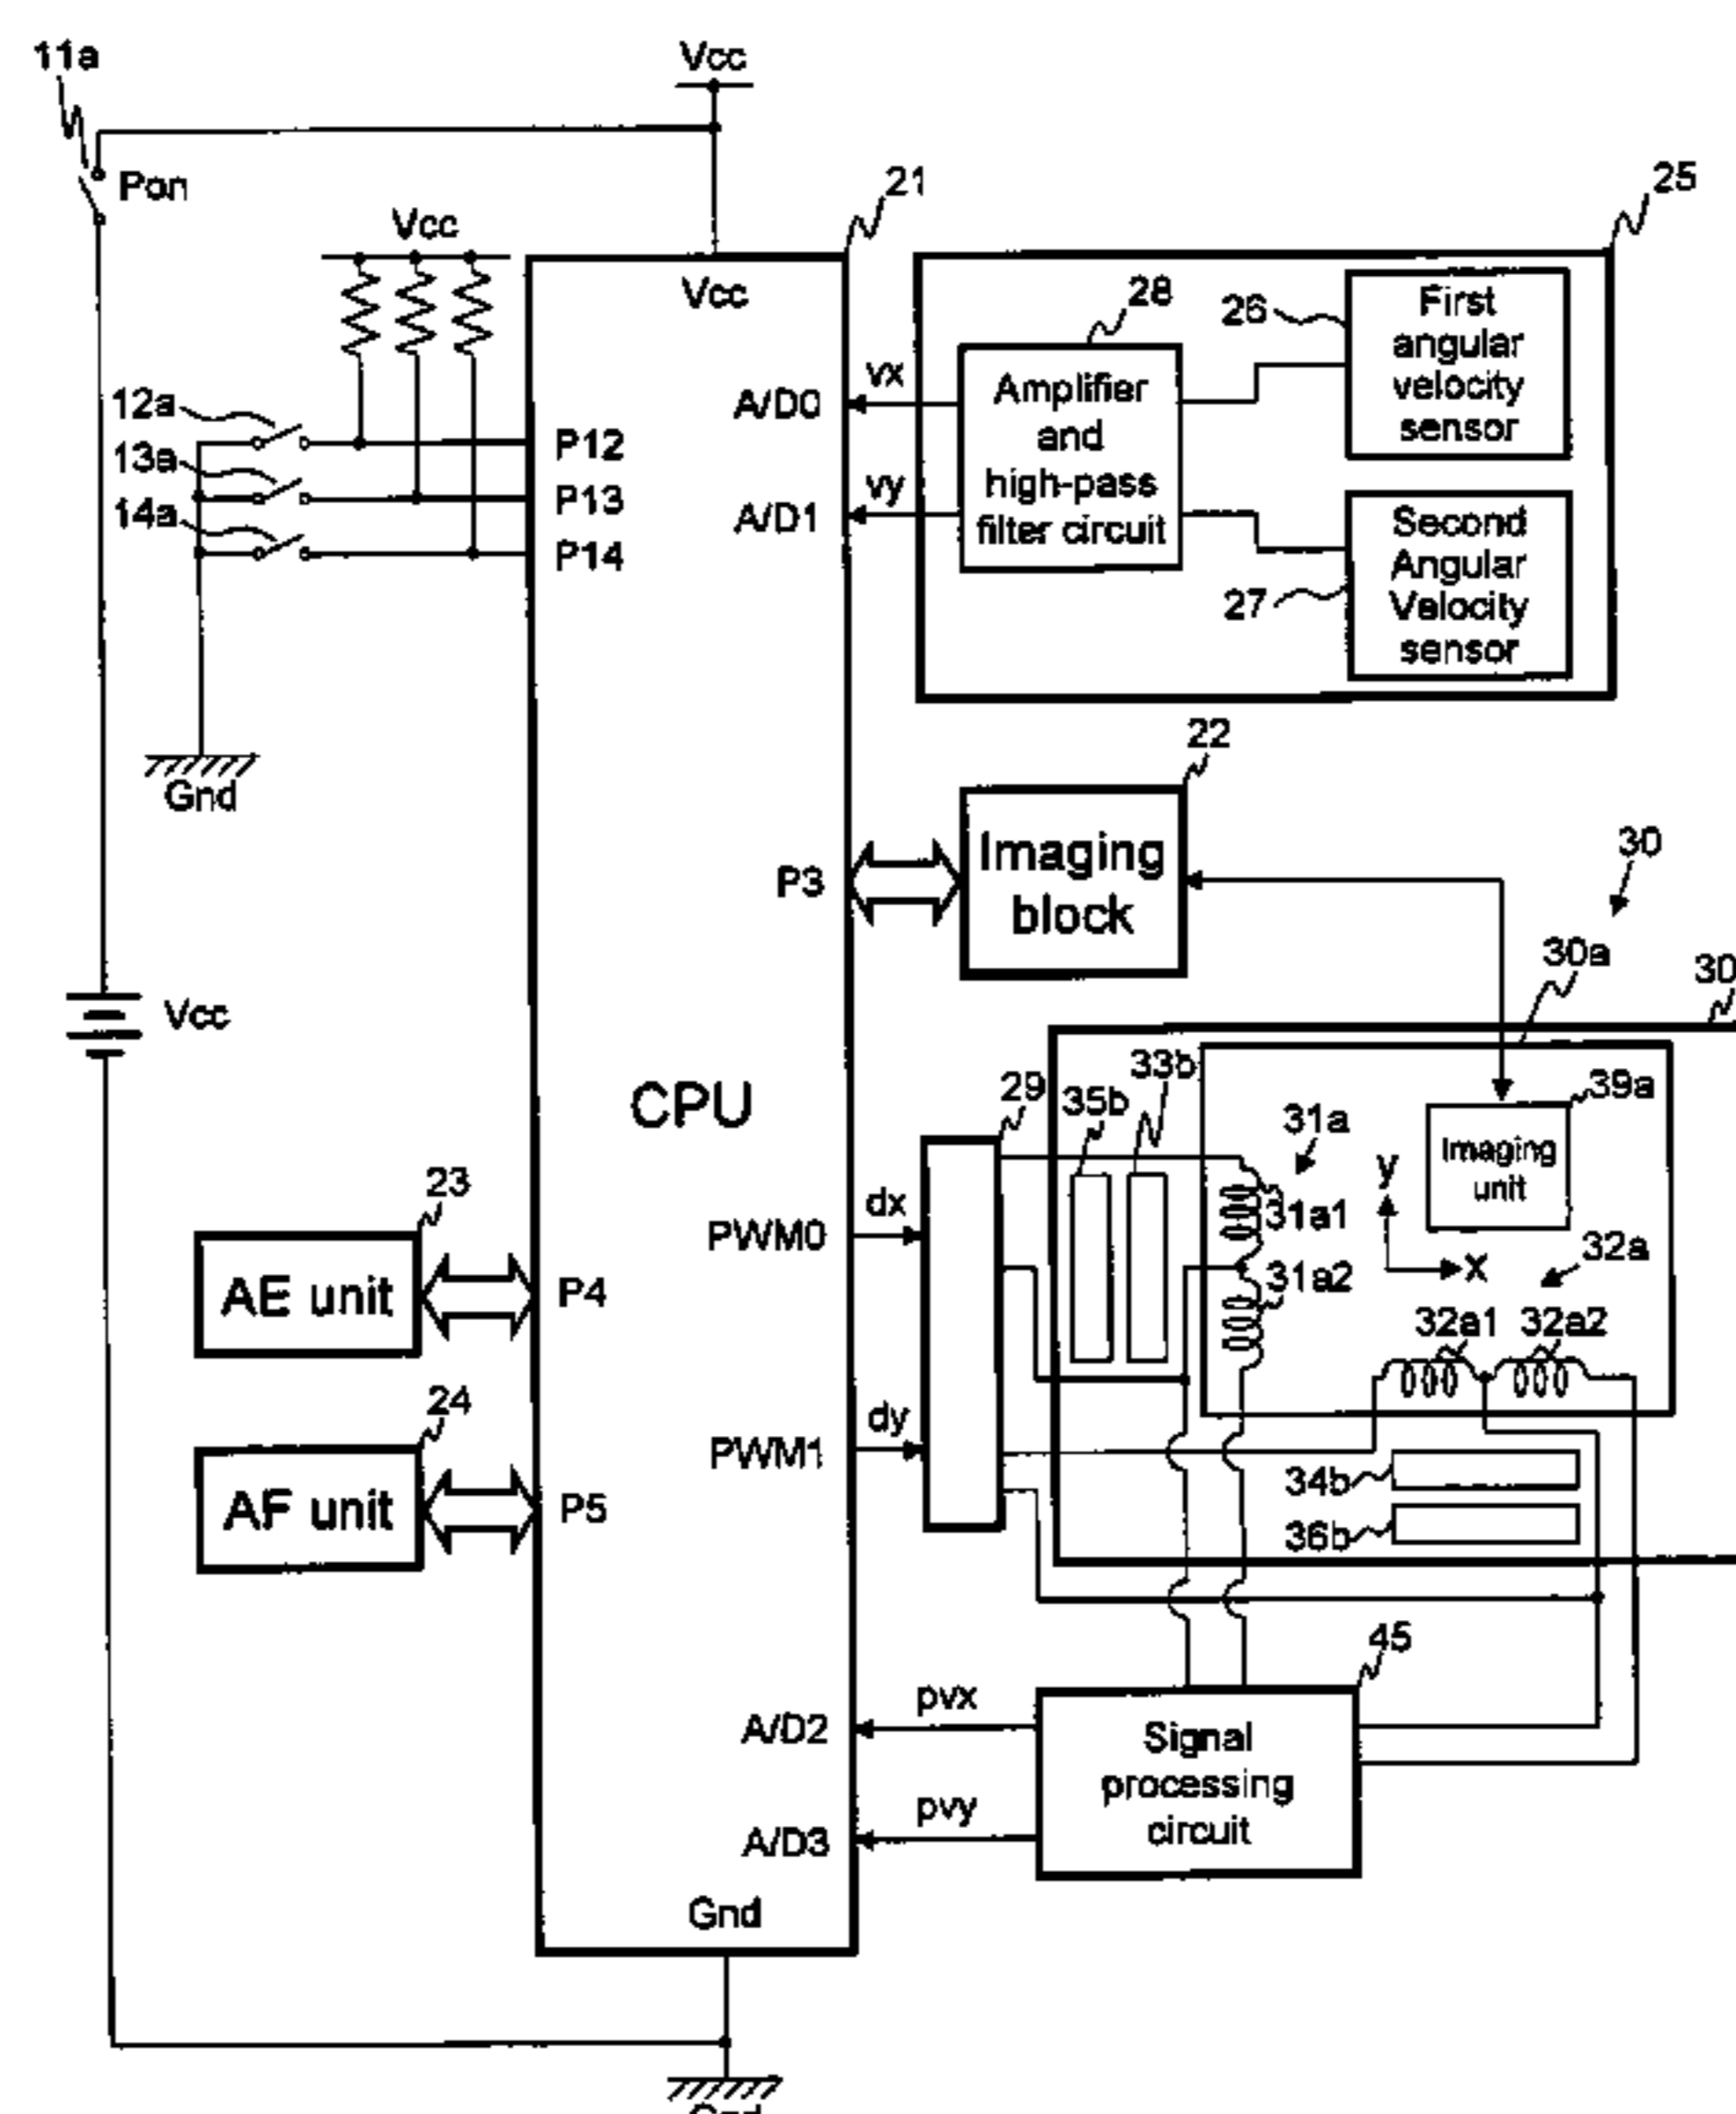 11a
Vcc
Pon
21
25
Vcc
Vcc
28
26
First
angular
velocity
sensor
vx
12a
A/D0
Amplifier
and
high-pass
filter circuit
P12
13a
P13
vy
14a
A/D1
P14
Second
Angular
Velocity
sensor
27
22
Gnd
P3
Imaging
block
30
30a
30
Vcc
CPU
29
35b
33b
39a
31a
Imaging
unit
y
23
dx
31a1
PWM0
x
32a
AE unit
P4
31a2
32a1
32a2
24
dy
PWM1
34b
AF unit
P5
36b
45
pvx
A/D2
Signal
processing
circuit
pvy
A/D3
Gnd